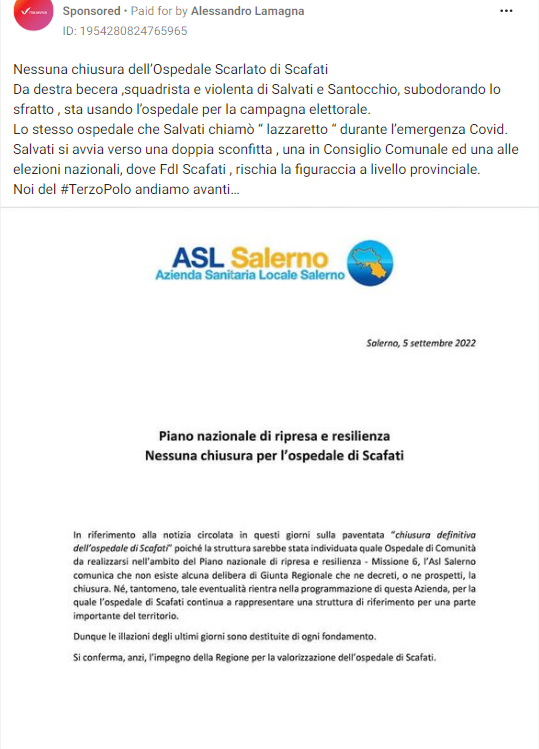 Sponsored • Paid for by Alessandro Lamagna
ID: 1954280824765965
Nessuna chiusura dell'Ospedale Scarlato di Scafati
Da destra becera ,squadrista e violenta di Salvati e Santocchio, subodorando lo
sfratto , sta usando l'ospedale per la campagna elettorale.
Lo stesso ospedale che Salvati chiamò “ lazzaretto “ durante l'emergenza Covid.
Salvati si avvia verso una doppia sconfitta , una in Consiglio Comunale ed una alle
elezioni nazionali, dove FdI Scafati , rischia la figuraccia a livello provinciale.
Noi del #TerzoPolo andiamo avanti…
ASL Salerno
Azienda Sanitaria Locale Salerno
Salerno, 5 settembre 2022
Piano nazionale di ripresa e resilienza
Nessuna chiusura per l'ospedale di Scafati
In riferimento alla notizia circolata in questi giorni sulla paventata "chiusura definitiva
dell'ospedale di Scafati" poiché la struttura sarebbe stata individuata quale Ospedale di Comunità
da realizzarsi nell'ambito del Piano nazionale di ripresa e resilienza - Missione 6, l'Asl Salerno
comunica che non esiste alcuna delibera di Giunta Regionale che ne decreti, o ne prospetti, la
chiusura. Né, tantomeno, tale eventualità rientra nella programmazione di questa Azienda, per la
quale l'ospedale di Scafati continua a rappresentare una struttura di riferimento per una parte
importante del territorio.
Dunque le illazioni degli ultimi giorni sono destituite di ogni fondamento.
Si conferma, anzi, l'impegno della Regione per la valorizzazione dell'ospedale di Scafati.